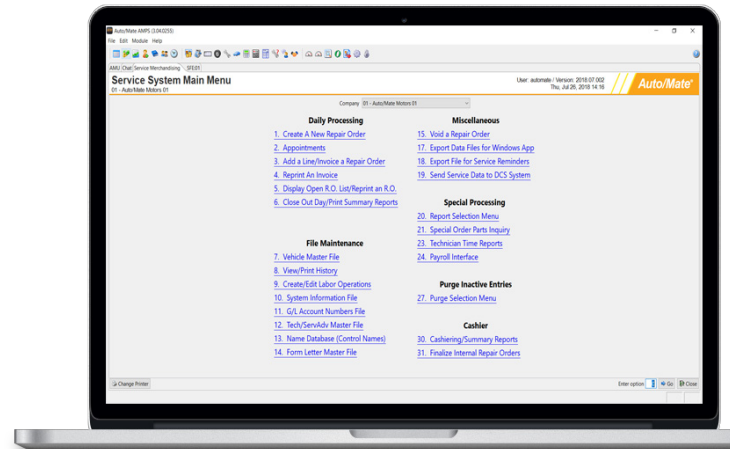 Auto/Mate AMPS (3.04.0255)
File Edit Module Help
AMU Chat Service Merchandising SFE01
Service System Main Menu
01 - Auto/Mate Motors 01
User: automate / Version: 2018.07.002
Thu, Jul 26, 2018 14:16
Auto/Mate
Company 01 - Auto/Mate Motors 01
Daily Processing
1. Create A New Repair Order
2. Appointments
3. Add a Line/Invoice a Repair Order
4. Reprint An Invoice
5. Display Open R.O. List/Reprint an R.O.
6. Close Out Day/Print Summary Reports
File Maintenance
7. Vehicle Master File
8. View/Print History
9. Create/Edit Labor Operations
10. System Information File
11. G/L Account Numbers File
12. Tech/ServAdv Master File
13. Name Database (Control Names)
14. Form Letter Master File
Miscellaneous
15. Void a Repair Order
17. Export Data Files for Windows App
18. Export File for Service Reminders
19. Send Service Data to DCS System
Special Processing
20. Report Selection Menu
21. Special Order Parts Inquiry
23. Technician Time Reports
24. Payroll Interface
Purge Inactive Entries
27. Purge Selection Menu
Cashier
30. Cashiering/Summary Reports
31. Finalize Internal Repair Orders
Change Printer
Enter option Go Close